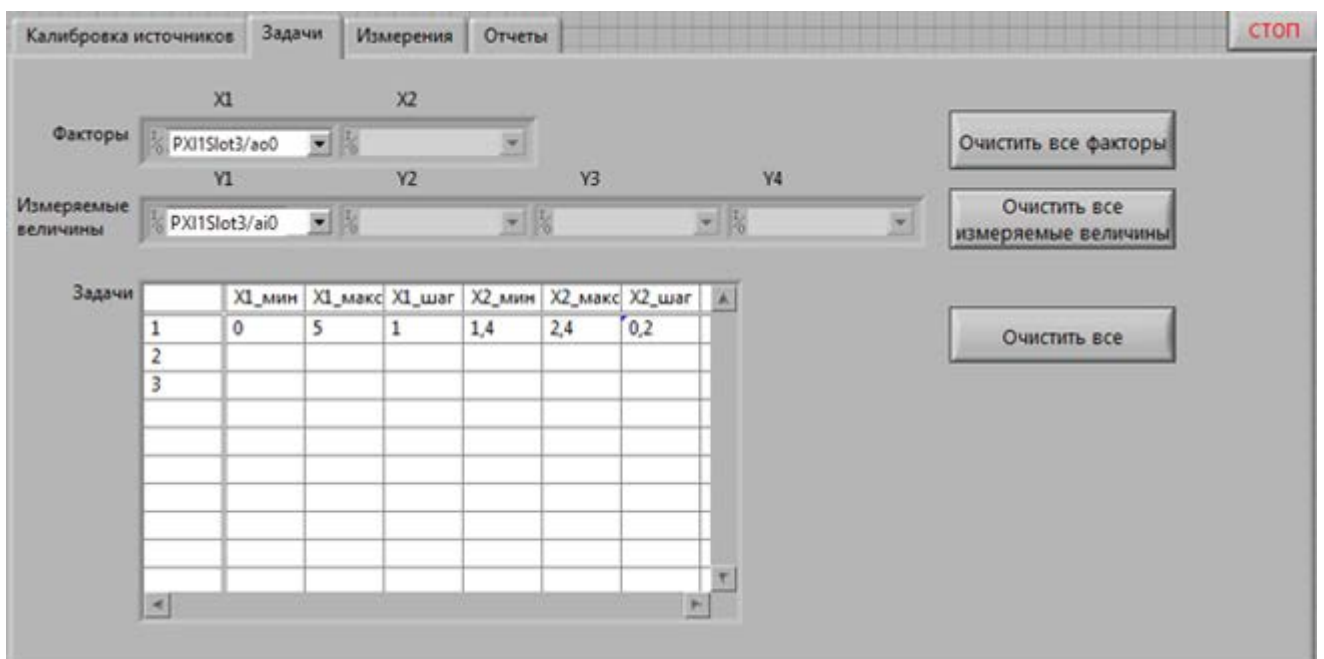 Калибровка источников Задачи Измерения Отчеты СТОП
X1 X2
Факторы PXI1Slot3/ao0
Очистить все факторы
Y1 Y2 Y3 Y4
Измеряемые
величины PXI1Slot3/ai0
Очистить все
измеряемые величины
Задачи X1_мин X1_макс X1_шаг X2_мин X2_макс X2_шаг
1 0 5 1 1,4 2,4 0,2
2
3
Очистить все